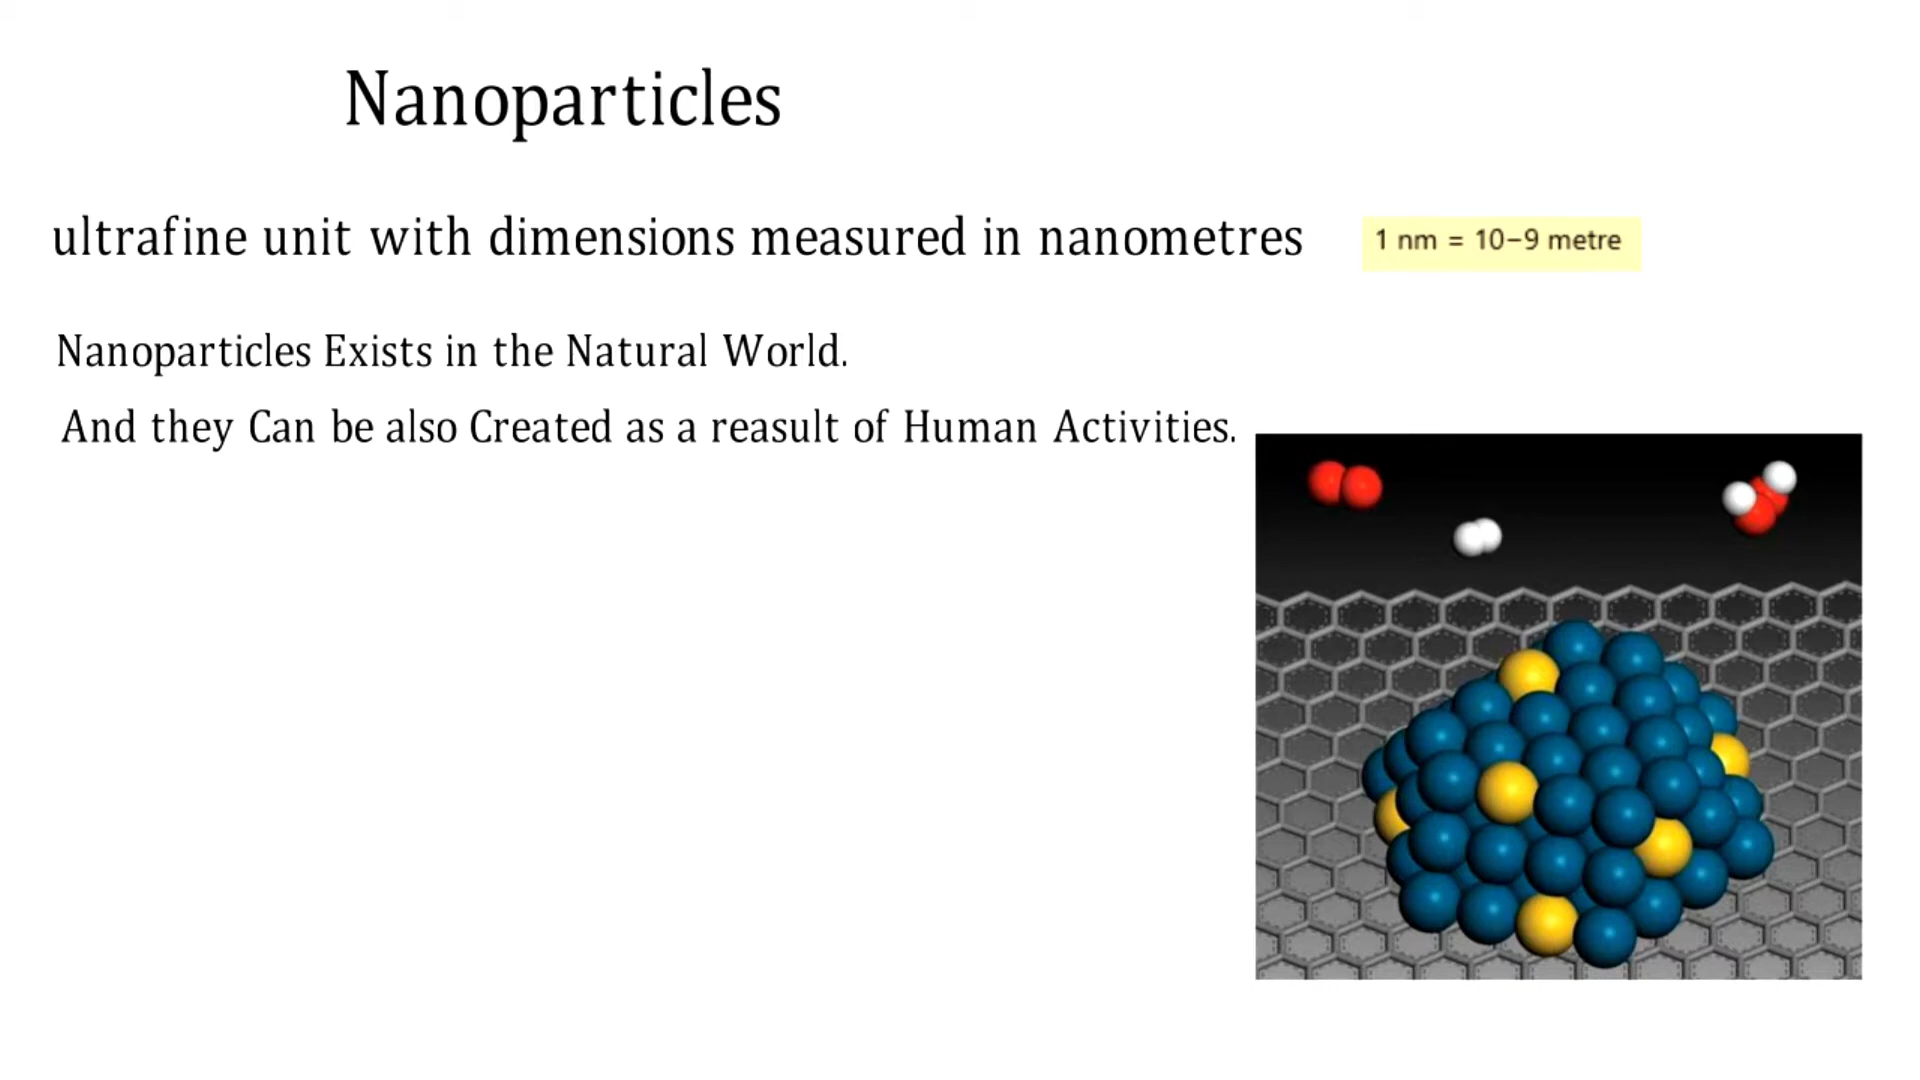 Nanoparticles
ultrafine unit with dimensions measured in nanometres
1 nm = 10−9 metre
Nanoparticles Exists in the Natural World.
And they Can be also Created as a reasult of Human Activities.